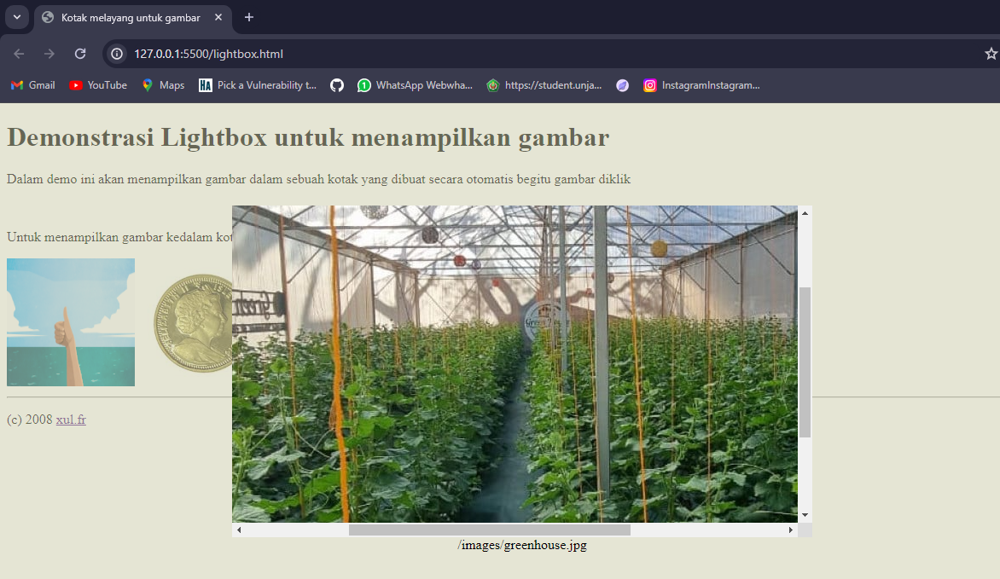 Kotak melayang untuk gambar
127.0.0.1:5500/lightbox.html
Gmail YouTube Maps Pick a Vulnerability t... WhatsApp Webwha... https://student.unja... InstagramInstagram...
Demonstrasi Lightbox untuk menampilkan gambar
Dalam demo ini akan menampilkan gambar dalam sebuah kotak yang dibuat secara otomatis begitu gambar diklik
Untuk menampilkan gambar kedalam kot
(c) 2008 xul.fr
/images/greenhouse.jpg